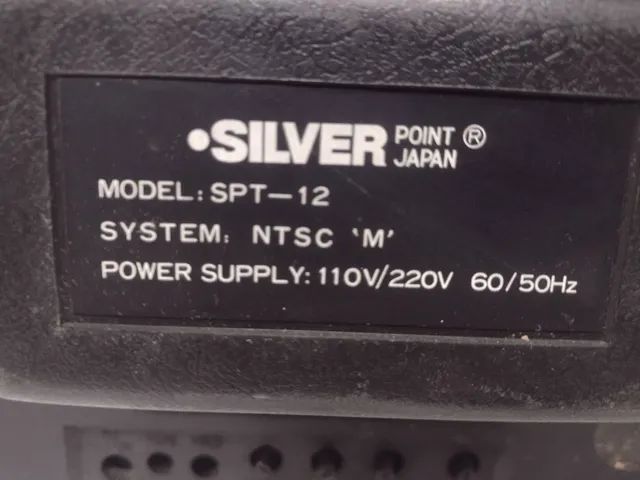 •SILVER POINT JAPAN ®
MODEL: SPT-12
SYSTEM: NTSC 'M'
POWER SUPPLY: 110V/220V 60/50Hz